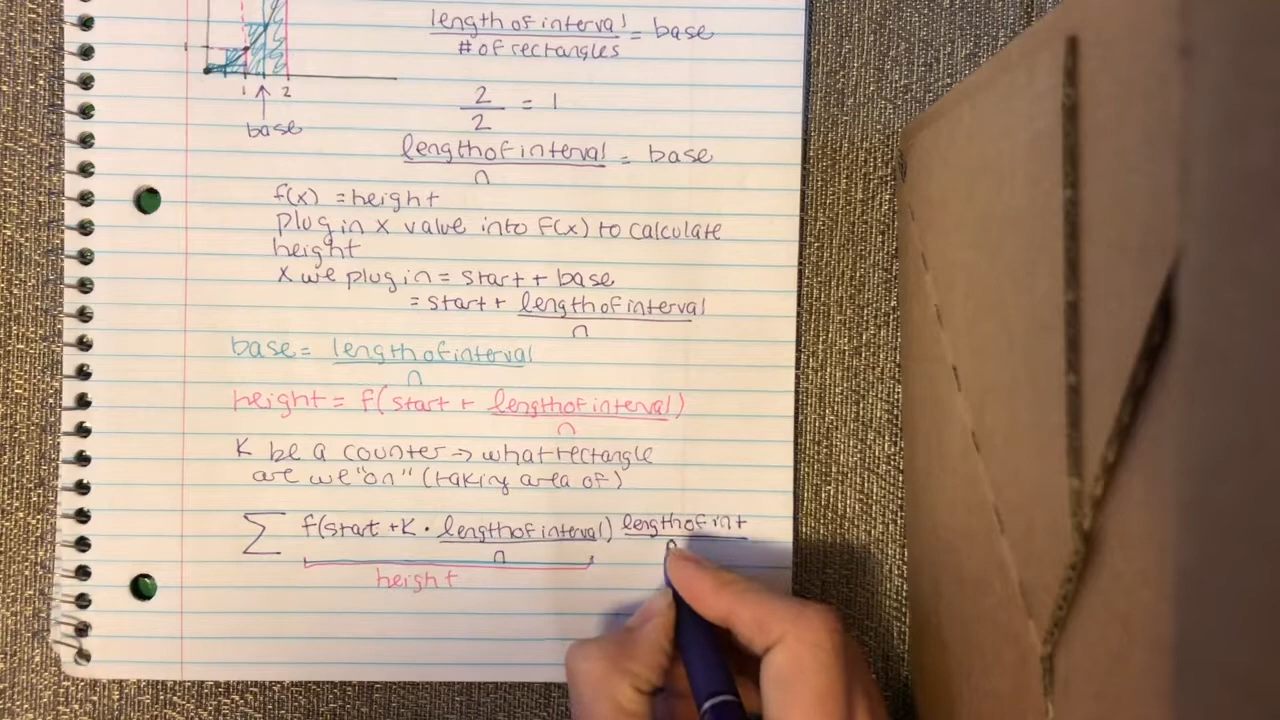 length of interval = base
# of rectangles
1
2
base
2 = 1
2
length of interval = base
n
f(x) = height
plug in x value into f(x) to calculate
height
x we plug in = start + base
= start + length of interval
n
base = length of interval
n
height = f(start + length of interval)
n
K be a counter → what rectangle
are we "on" (taking area of)
∑ f(start + K · length of interval) length of int
n
n
height